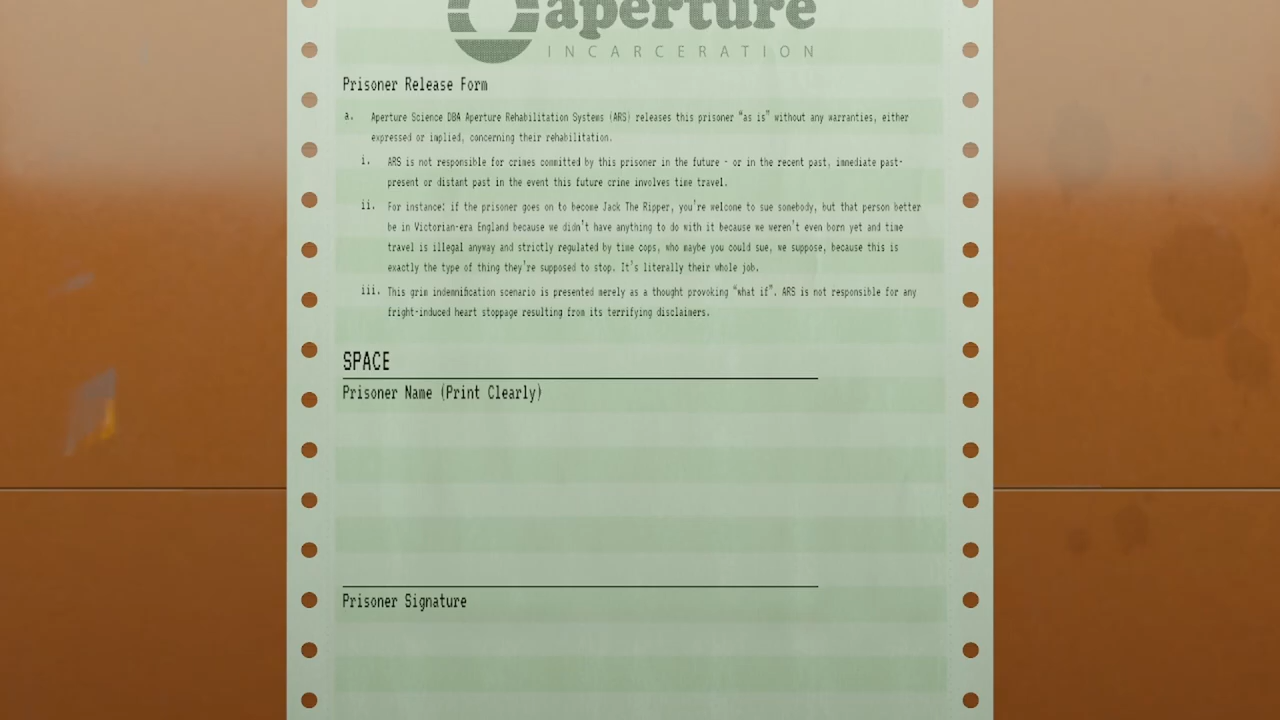 aperture
INCARCERATION
Prisoner Release Form
a. Aperture Science DBA Aperture Rehabilitation Systems (ARS) releases this prisoner "as is" without any warranties, either
expressed or implied, concerning their rehabilitation.
i. ARS is not responsible for crimes committed by this prisoner in the future - or in the recent past, immediate past-
present or distant past in the event this future crime involves time travel.
ii. For instance: if the prisoner goes on to become Jack The Ripper, you're welcome to sue somebody, but that person better
be in Victorian-era England because we didn't have anything to do with it because we weren't even born yet and time
travel is illegal anyway and strictly regulated by time cops, who maybe you could sue, we suppose, because this is
exactly the type of thing they're supposed to stop. It's literally their whole job.
iii. This grim indemnification scenario is presented merely as a thought provoking "what if". ARS is not responsible for any
fright-induced heart stoppage resulting from its terrifying disclaimers.
SPACE
Prisoner Name (Print Clearly)
Prisoner Signature